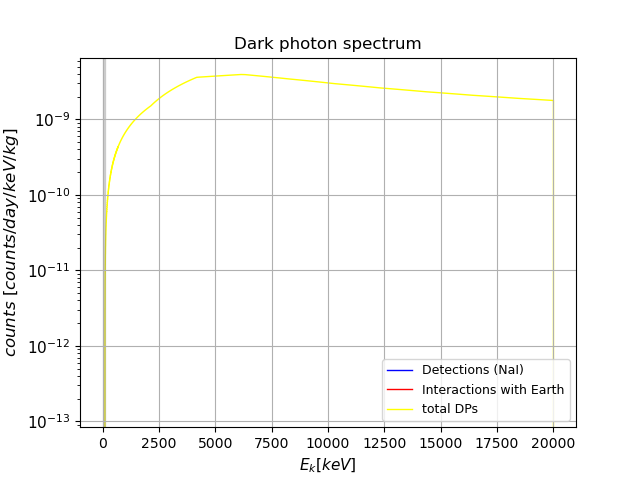 Dark photon spectrum
counts [counts/day/keV/kg]
10⁻⁹
10⁻¹⁰
10⁻¹¹
10⁻¹²
10⁻¹³
Detections (NaI)
Interactions with Earth
total DPs
0 2500 5000 7500 10000 12500 15000 17500 20000
Eₖ[keV]